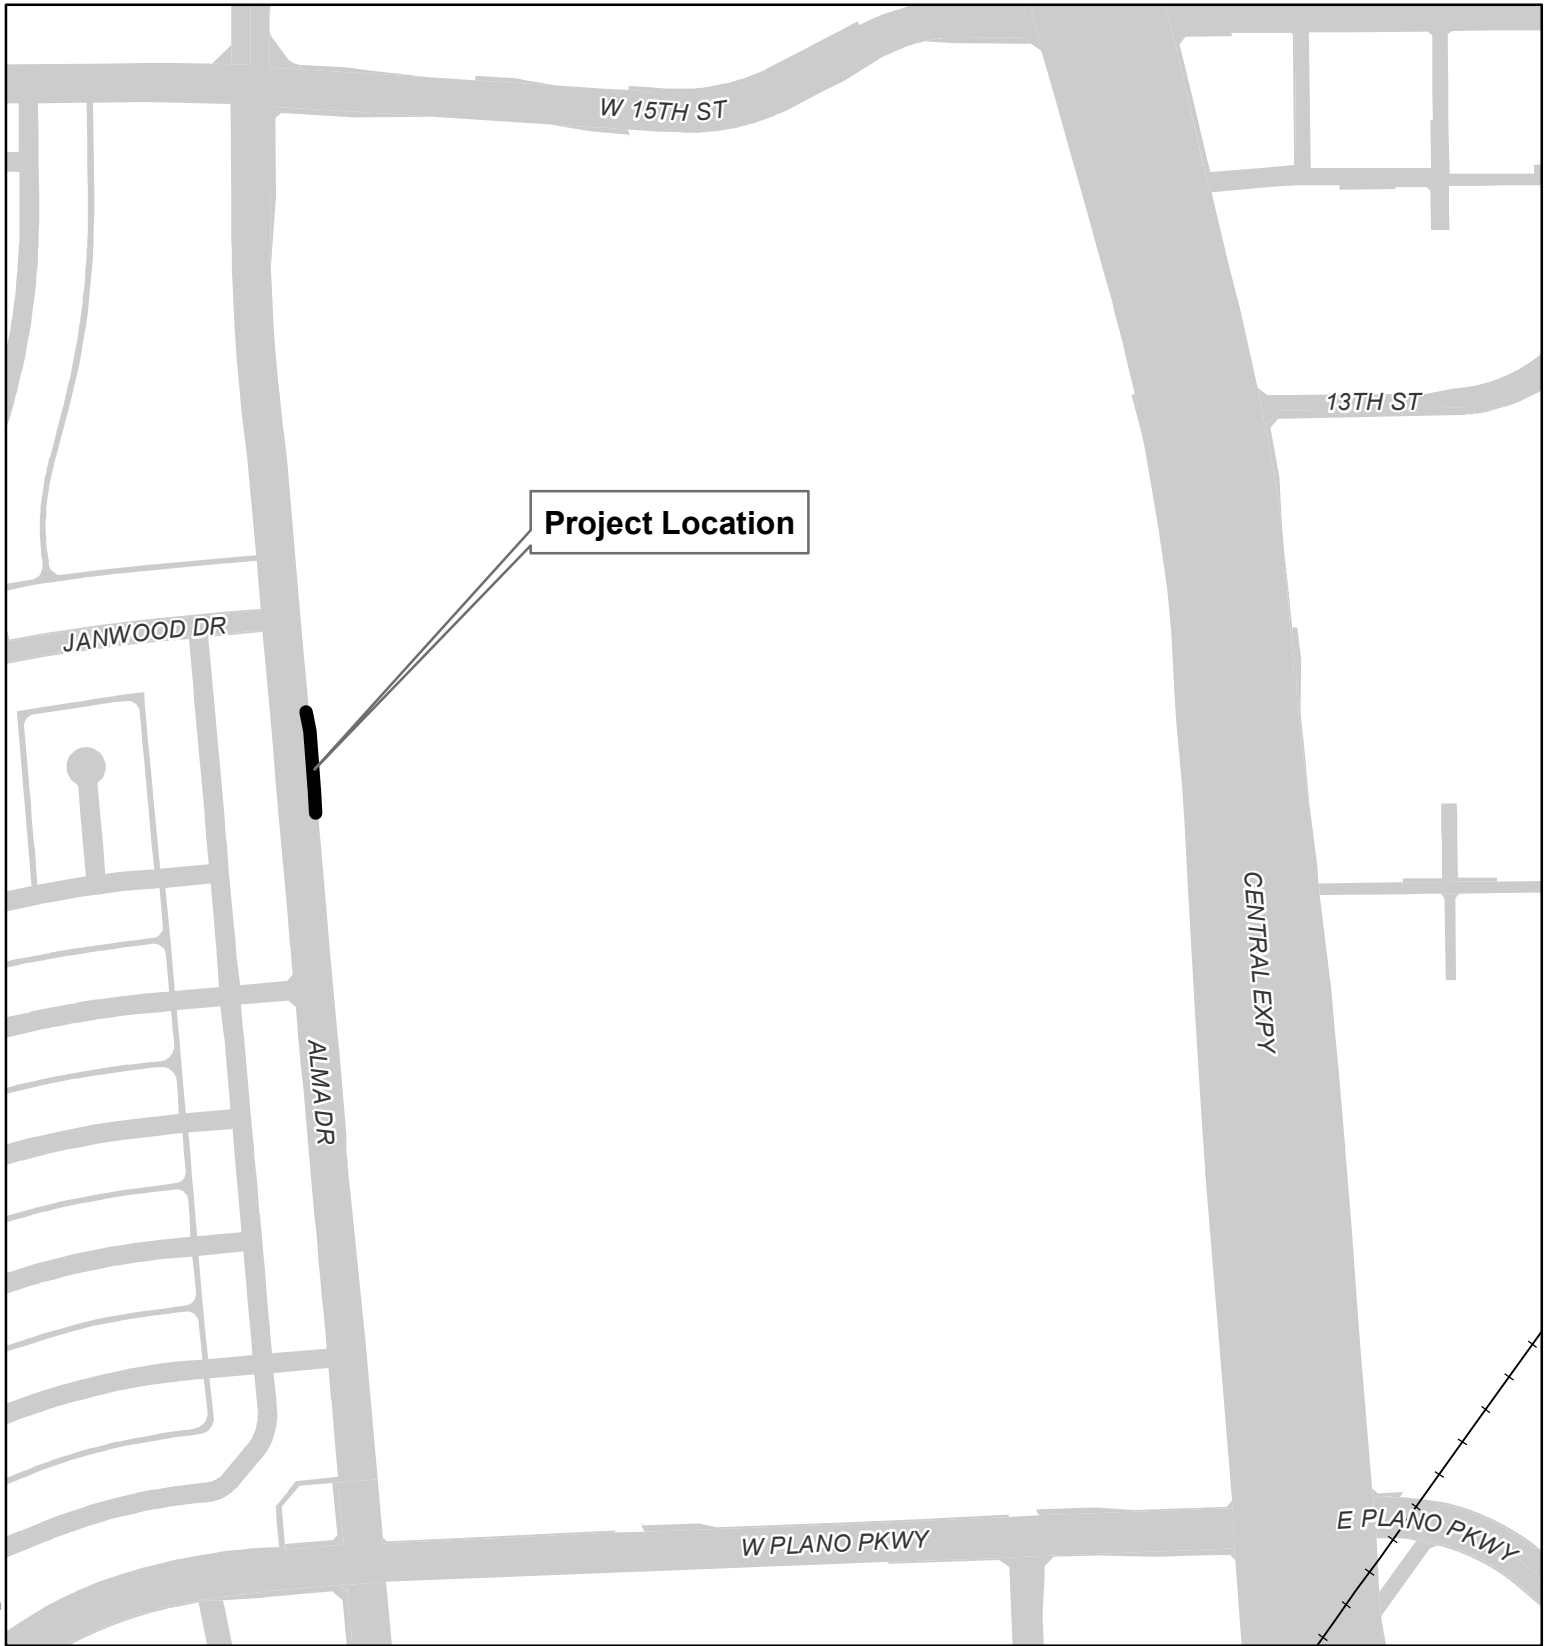 W 15TH ST
13TH ST
Project Location
JANWOOD DR
CENTRAL EXPY
ALMA DR
W PLANO PKWY
E PLANO PKWY